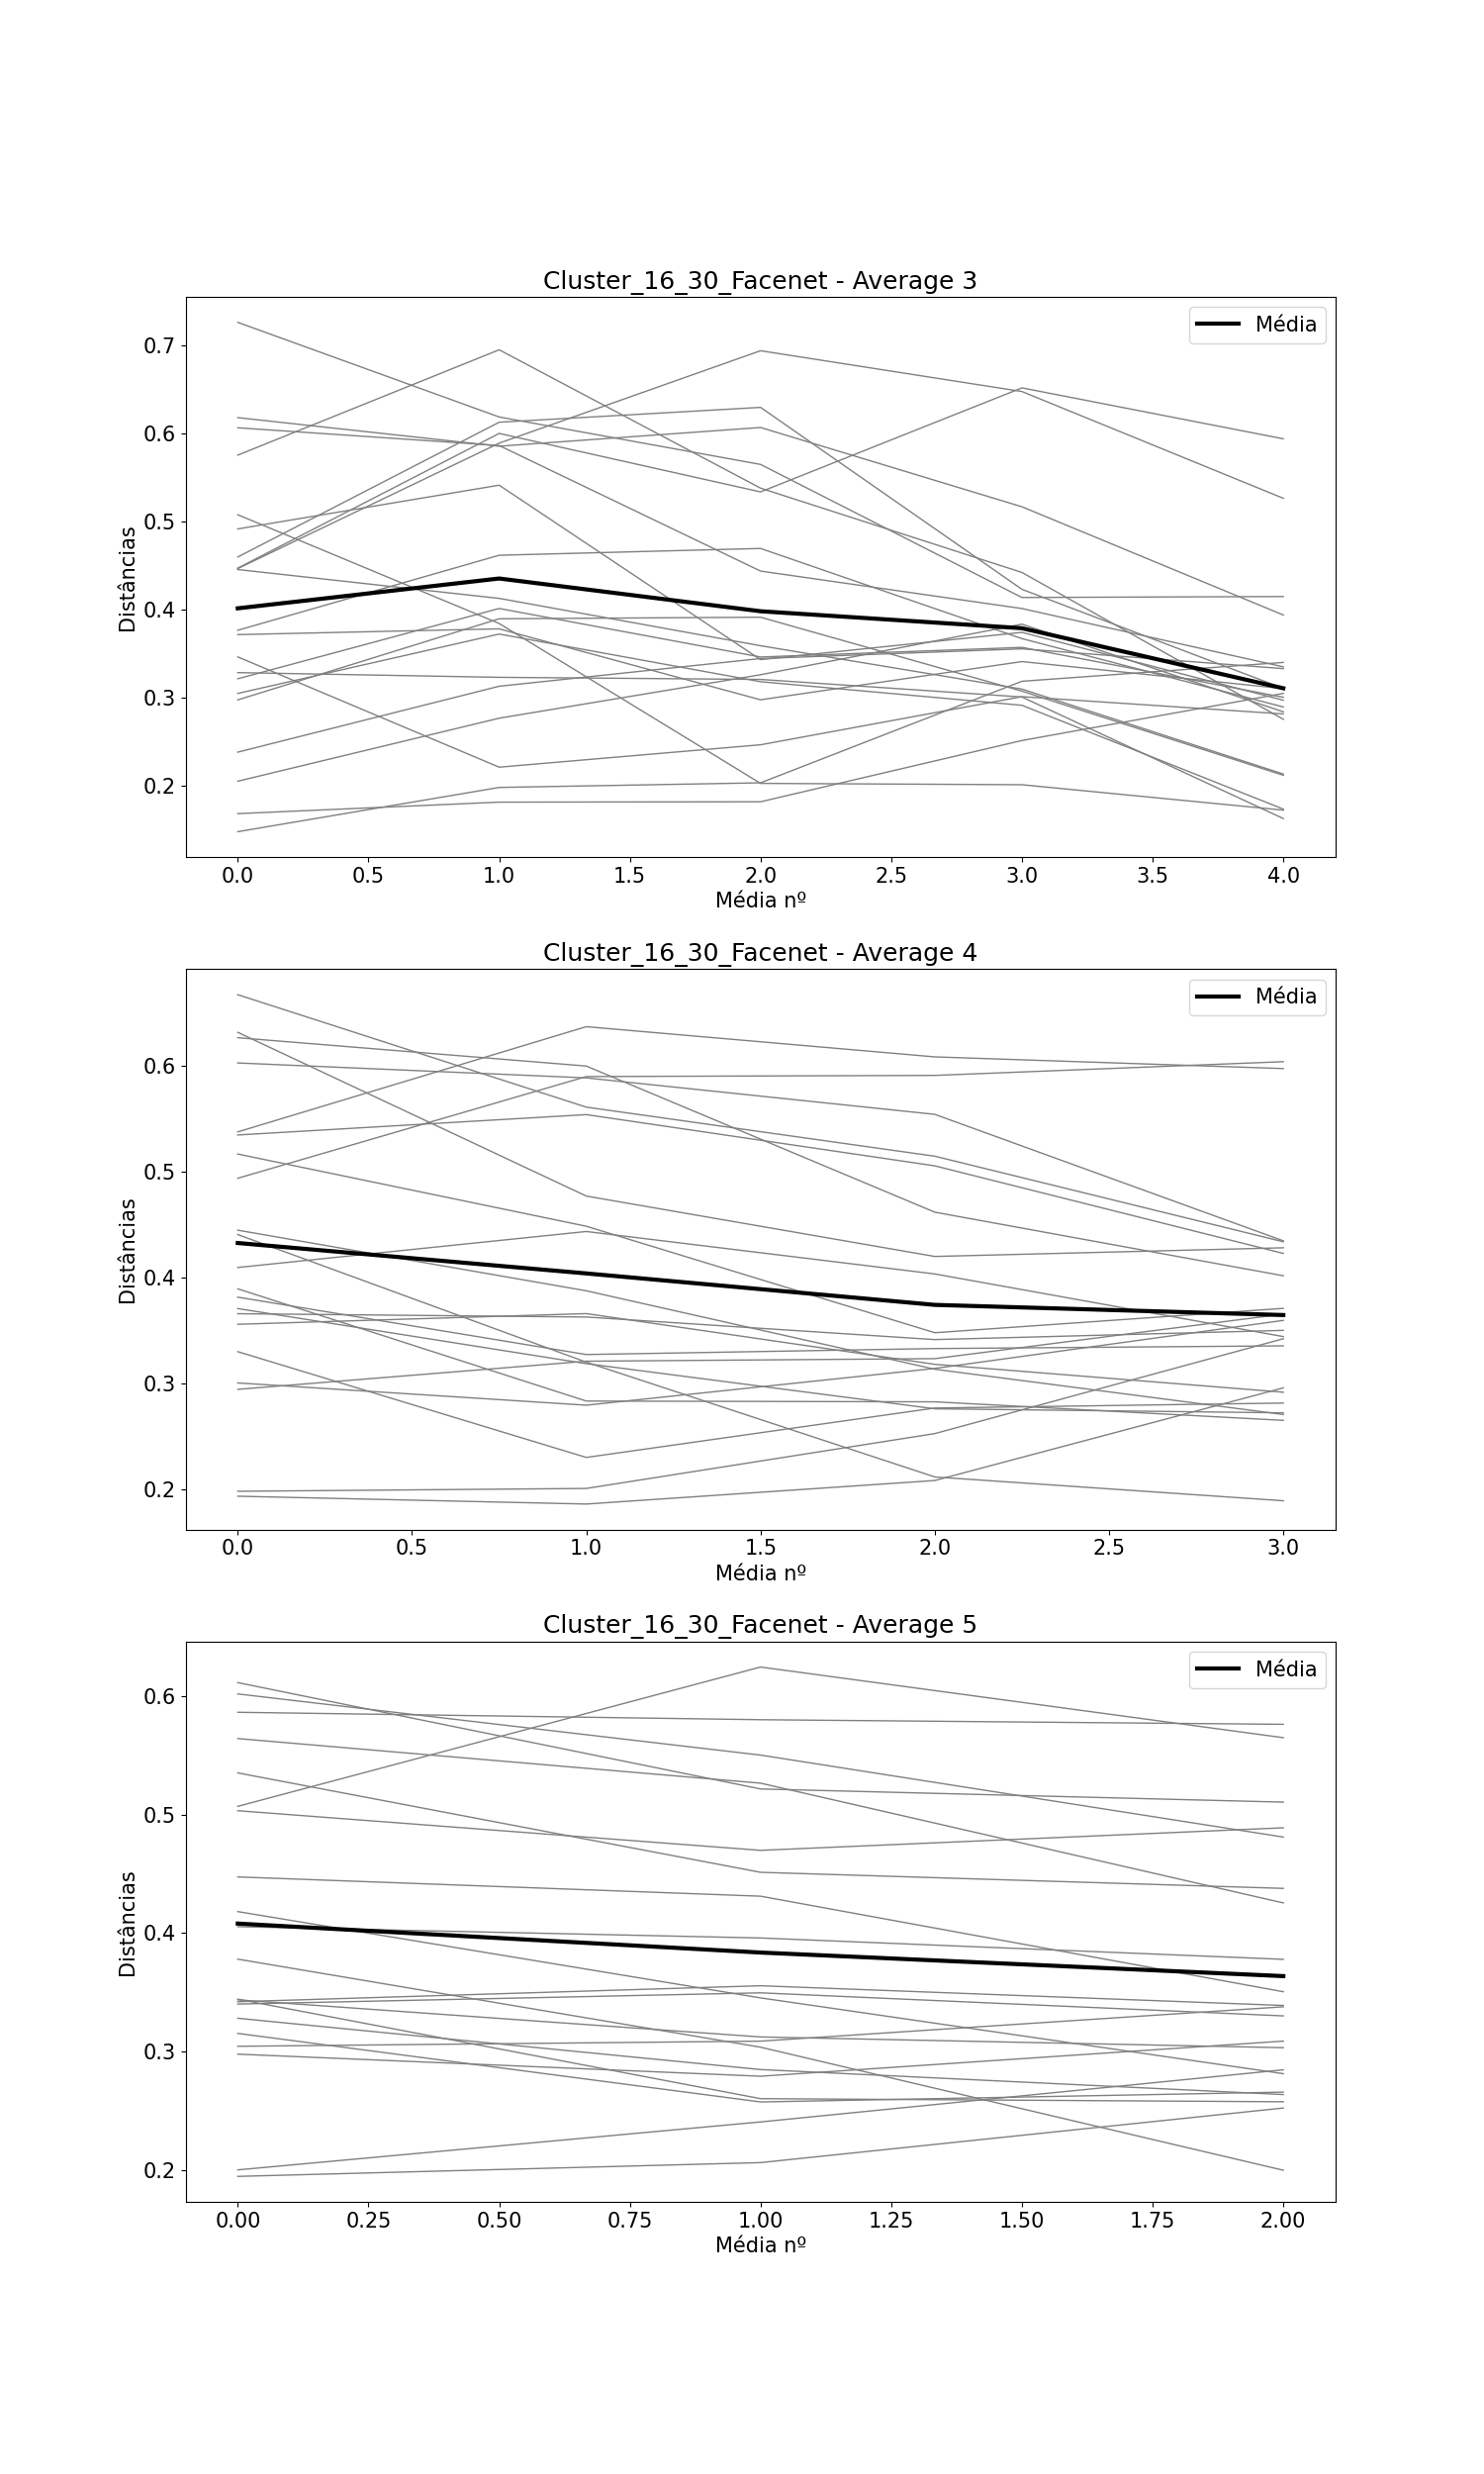 Cluster_16_30_Facenet - Average 3
Média
0.7
0.6
0.5
0.4
0.3
0.2
Distâncias
0.0 0.5 1.0 1.5 2.0 2.5 3.0 3.5 4.0
Média nº
Cluster_16_30_Facenet - Average 4
Média
0.6
0.5
0.4
0.3
0.2
Distâncias
0.0 0.5 1.0 1.5 2.0 2.5 3.0
Média nº
Cluster_16_30_Facenet - Average 5
Média
0.6
0.5
0.4
0.3
0.2
Distâncias
0.00 0.25 0.50 0.75 1.00 1.25 1.50 1.75 2.00
Média nº